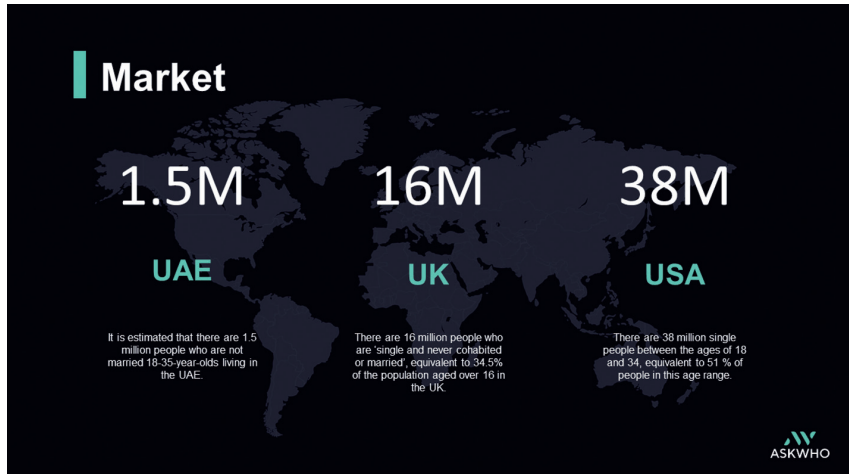 Market
1.5M
16M
38M
UAE
UK
USA
It is estimated that there are 1.5
million people who are not
married 18-35-year-olds living in
the UAE.
There are 16 million people who
are ‘single and never cohabited
or married’, equivalent to 34.5%
of the population aged over 16 in
the UK.
There are 38 million single
people between the ages of 18
and 34, equivalent to 51 % of
people in this age range.
ASKWHO